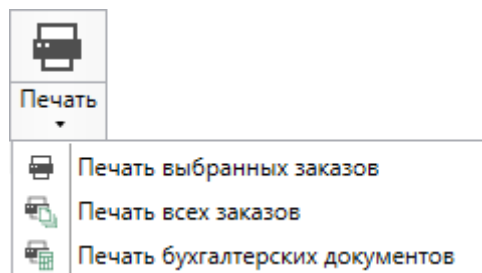 Печать
Печать выбранных заказов
Печать всех заказов
Печать бухгалтерских документов